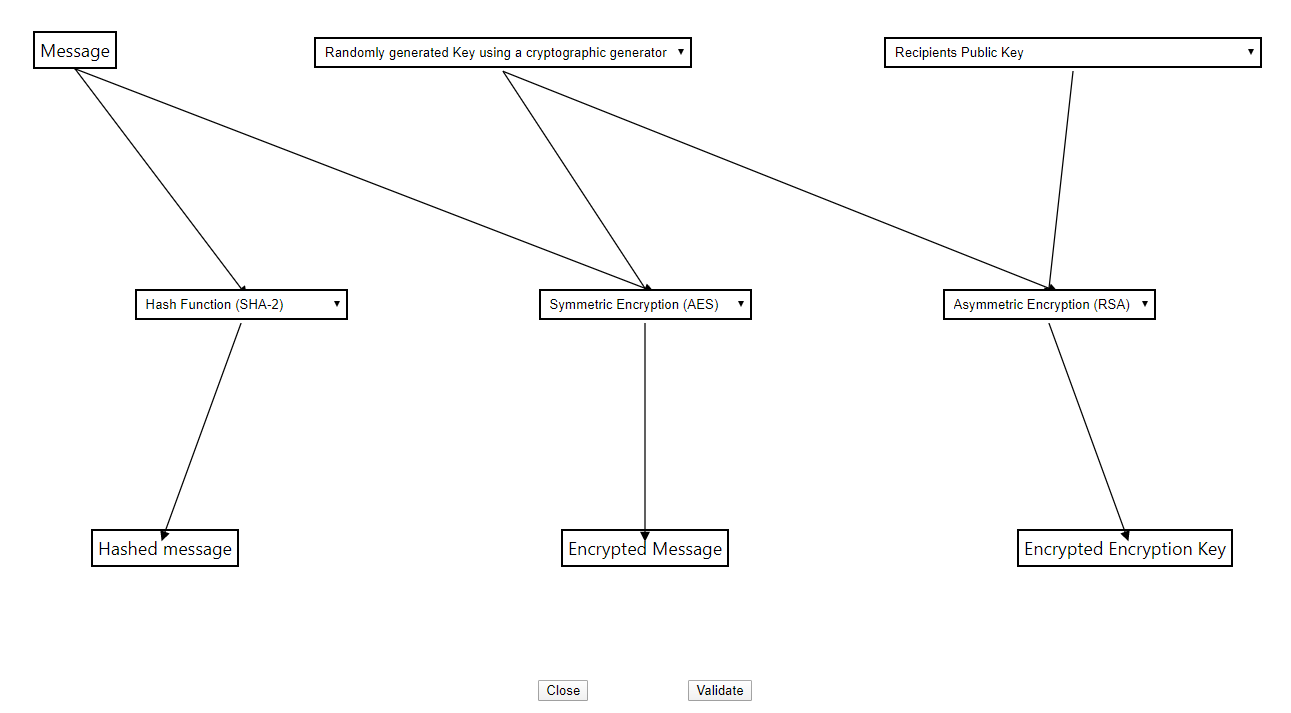 Message
Randomly generated Key using a cryptographic generator
Recipients Public Key
Hash Function (SHA-2)
Symmetric Encryption (AES)
Asymmetric Encryption (RSA)
Hashed message
Encrypted Message
Encrypted Encryption Key
Close
Validate